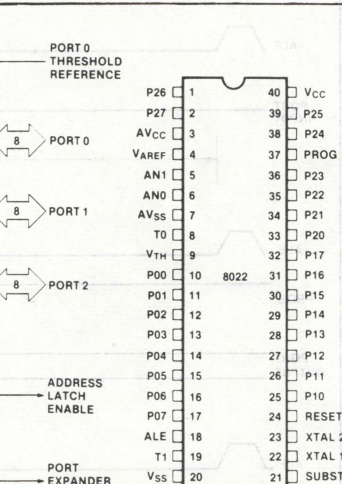 PORT 0
THRESHOLD
REFERENCE
8 PORT 0
8 PORT 1
8 PORT 2
ADDRESS
LATCH
ENABLE
PORT
EXPANDER
P26 1 40 VCC
P27 2 39 P25
AVCC 3 38 P24
VAREF 4 37 PROG
AN1 5 36 P23
AN0 6 35 P22
AVSS 7 34 P21
T0 8 33 P20
VTH 9 32 P17
P00 10 8022 31 P16
P01 11 30 P15
P02 12 29 P14
P03 13 28 P13
P04 14 27 P12
P05 15 26 P11
P06 16 25 P10
P07 17 24 RESET
ALE 18 23 XTAL 2
T1 19 22 XTAL 1
VSS 20 21 SUBST